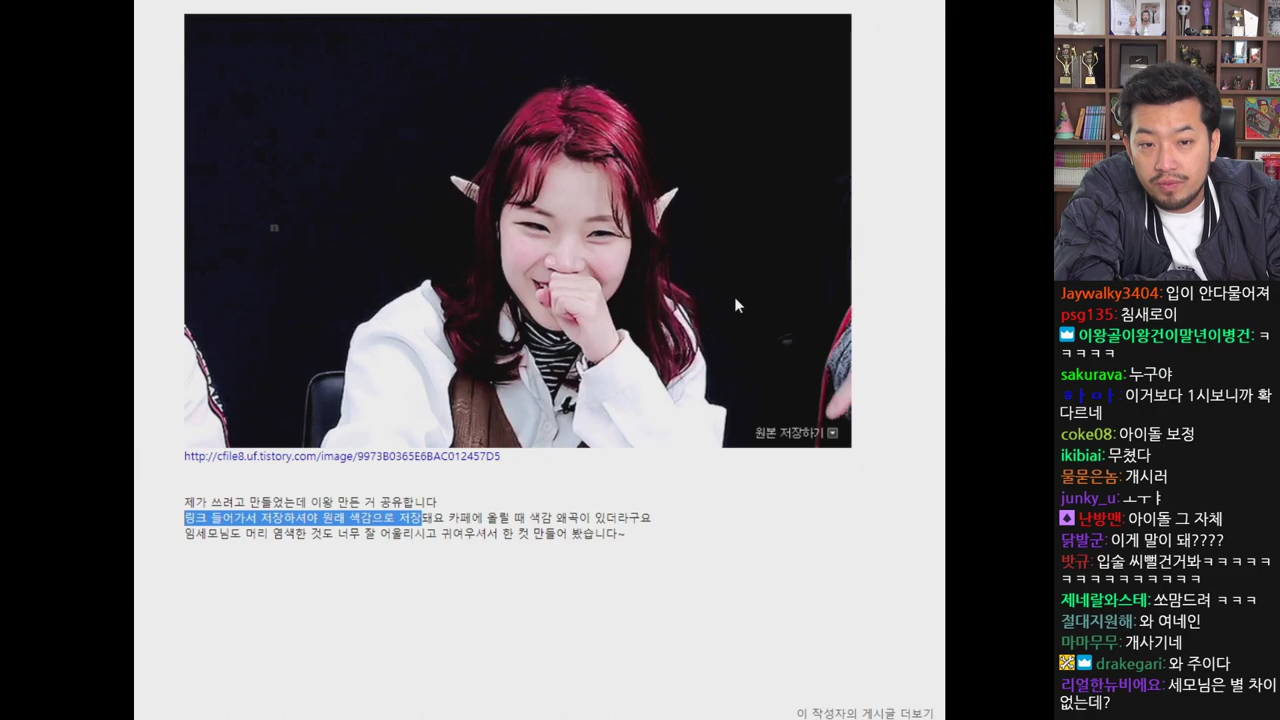 원본 저장하기
http://cfile8.uf.tistory.com/image/9973B0365E6BAC012457D5
제가 쓰려고 만들었는데 이왕 만든 거 공유합니다
링크 들어가서 저장하셔야 원래 색감으로 저장돼요 카페에 올릴 때 색감 왜곡이 있더라구요
임세모님도 머리 염색한 것도 너무 잘 어울리시고 귀여우셔서 한 컷 만들어 봤습니다~
이 작성자의 게시글 더보기
Jaywalky3404: 입이 안다물어져
psg135: 침새로이
이왕골이왕건이말년이병건: ㅋ
ㅋㅋㅋㅋ
sakurava: 누구야
ㅎㅏㅁㅏ 이거보다 1시보니까 확
다르네
coke08: 아이돌 보정
ikibiai: 무쳤다
물묻은놈: 개시러
junky_u: ㅗㅜㅑ
난방맨: 아이돌 그 자체
닭발군: 이게 말이 돼????
밧규: 입술 씨뻘건거봐ㅋㅋㅋㅋㅋ
ㅋㅋㅋㅋㅋㅋㅋㅋㅋㅋ
제네랄와스테: 쏘맘드려 ㅋㅋㅋ
절대지원해: 와 여네인
마마무무: 개사기네
drakegari: 와 주이다
리얼한뉴비에요: 세모님은 별 차이
없는데?